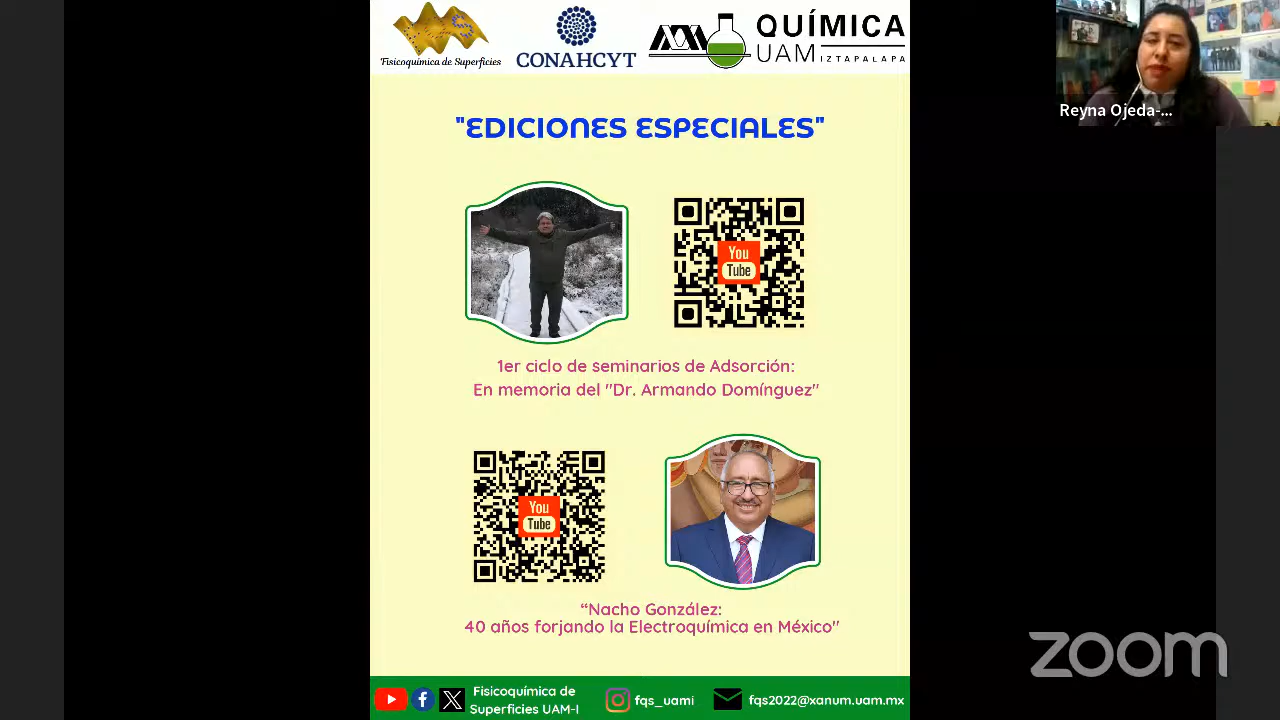 Fisicoquímica de Superficies
CONAHCYT
QUÍMICA
UAM IZTAPALAPA
Reyna Ojeda-...
"EDICIONES ESPECIALES"
You
Tube
1er ciclo de seminarios de Adsorción:
En memoria del "Dr. Armando Domínguez"
You
Tube
“Nacho González:
40 años forjando la Electroquímica en México"
zoom
Fisicoquímica de
Superficies UAM-I
fqs_uami
fqs2022@xanum.uam.mx